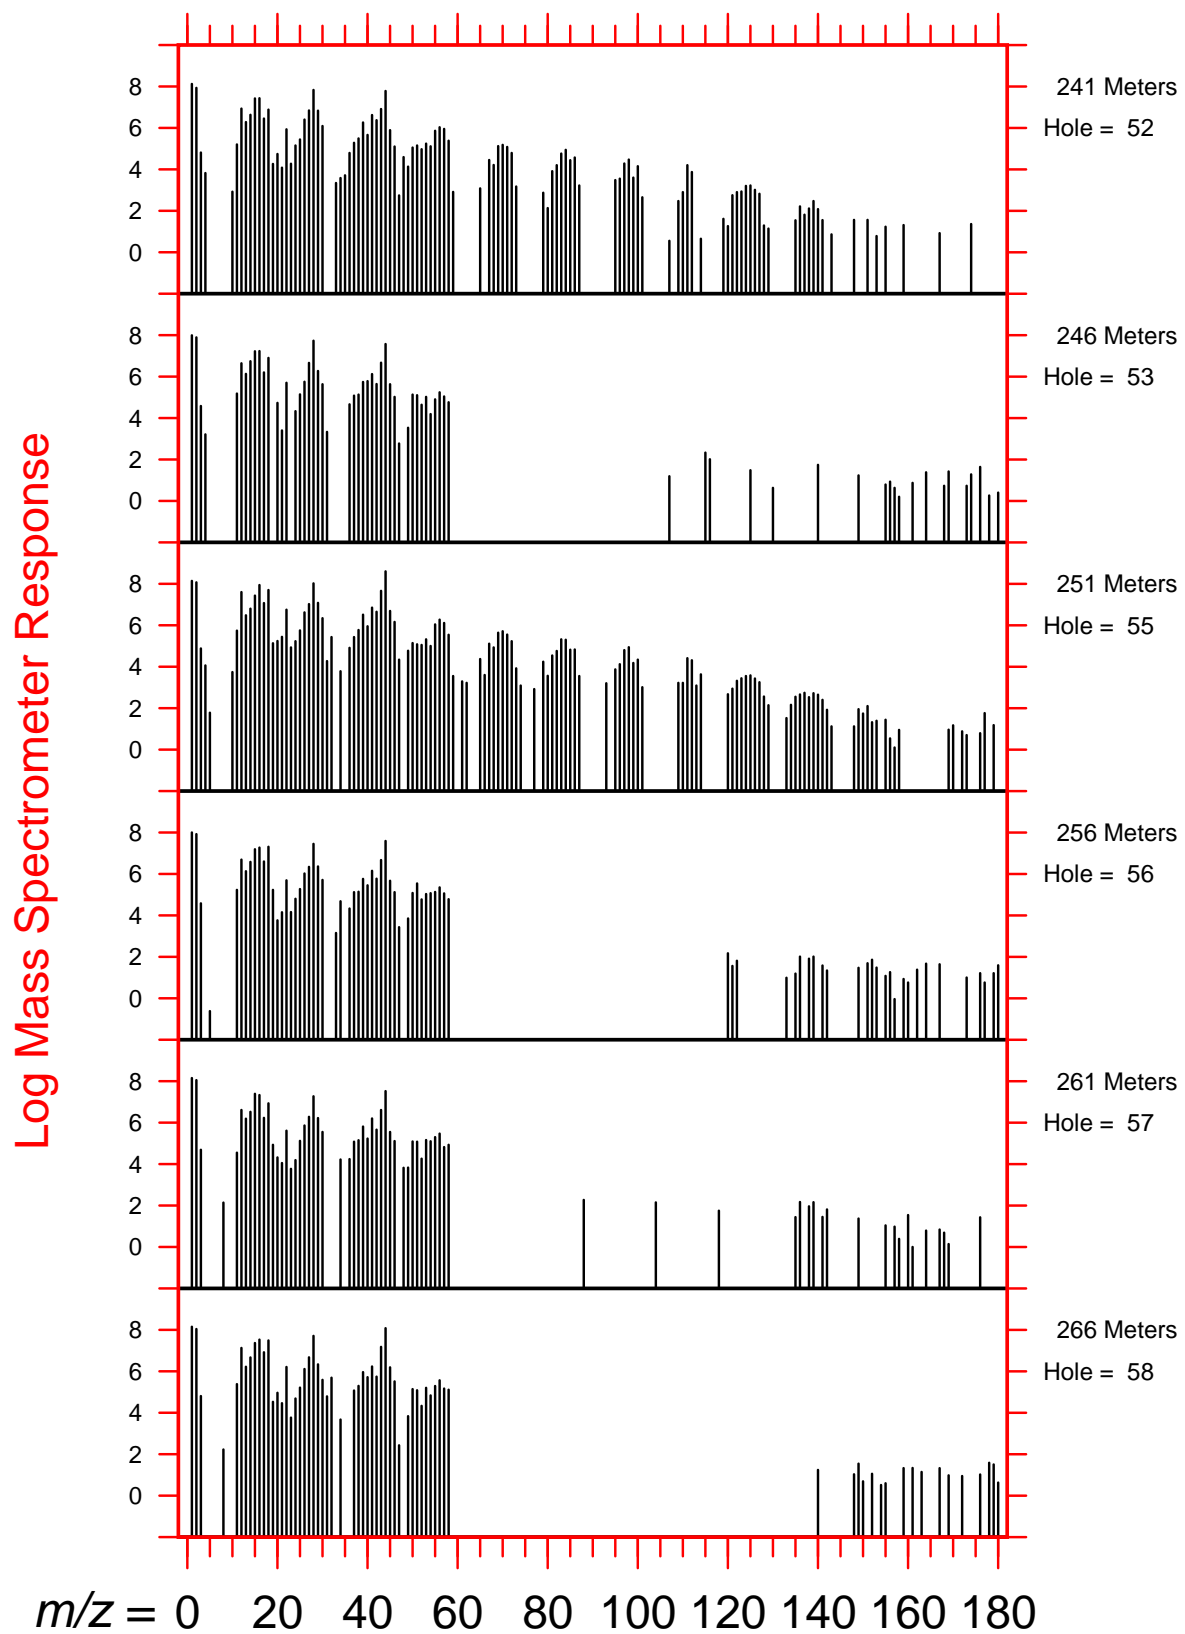 8
241 Meters
6
Hole = 52
4
2
0
8
246 Meters
6
Hole = 53
4
2
0
8
251 Meters
6
Hole = 55
4
2
0
8
256 Meters
6
Hole = 56
4
2
0
8
261 Meters
6
Hole = 57
4
2
0
8
266 Meters
6
Hole = 58
4
2
0
Log Mass Spectrometer Response
m/z = 0 20 40 60 80 100 120 140 160 180